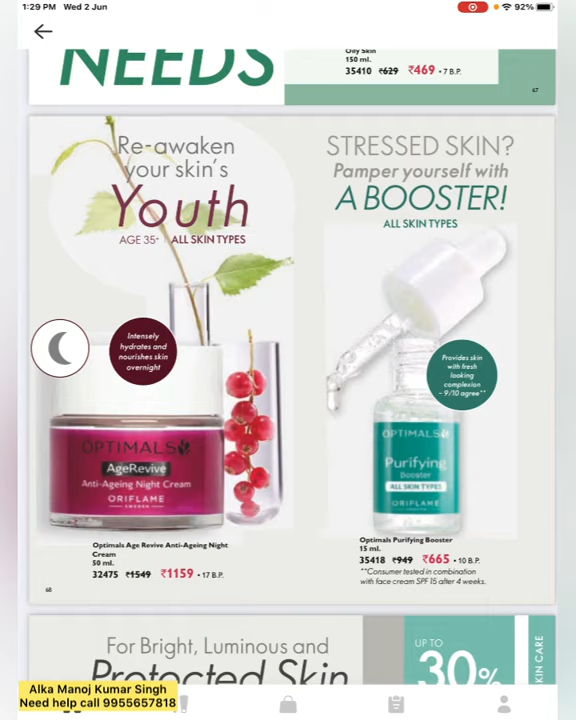 1:29 PM Wed 2 Jun
92%
NEEDS
Oily Skin
150 ml.
35410 ₹629 ₹469 • 7 B.P.
67
Re-awaken
your skin's
Youth
AGE 35+ ALL SKIN TYPES
Intensely
hydrates and
nourishes skin
overnight
OPTIMALS
AgeRevive
Anti-Ageing Night Cream
ORIFLAME
SWEDEN
Optimals Age Revive Anti-Ageing Night
Cream
50 ml.
32475 ₹1549 ₹1159 • 17 B.P.
68
STRESSED SKIN?
Pamper yourself with
A BOOSTER!
ALL SKIN TYPES
Provides skin
with fresh
looking
complexion
– 9/10 agree**
OPTIMALS
Purifying
Booster
ALL SKIN TYPES
ORIFLAME
Optimals Purifying Booster
15 ml.
35418 ₹949 ₹665 • 10 B.P.
**Consumer tested in combination
with face cream SPF 15 after 4 weeks.
For Bright, Luminous and
Protected Skin
UP TO
30%
KIN CARE
Alka Manoj Kumar Singh
Need help call 9955657818